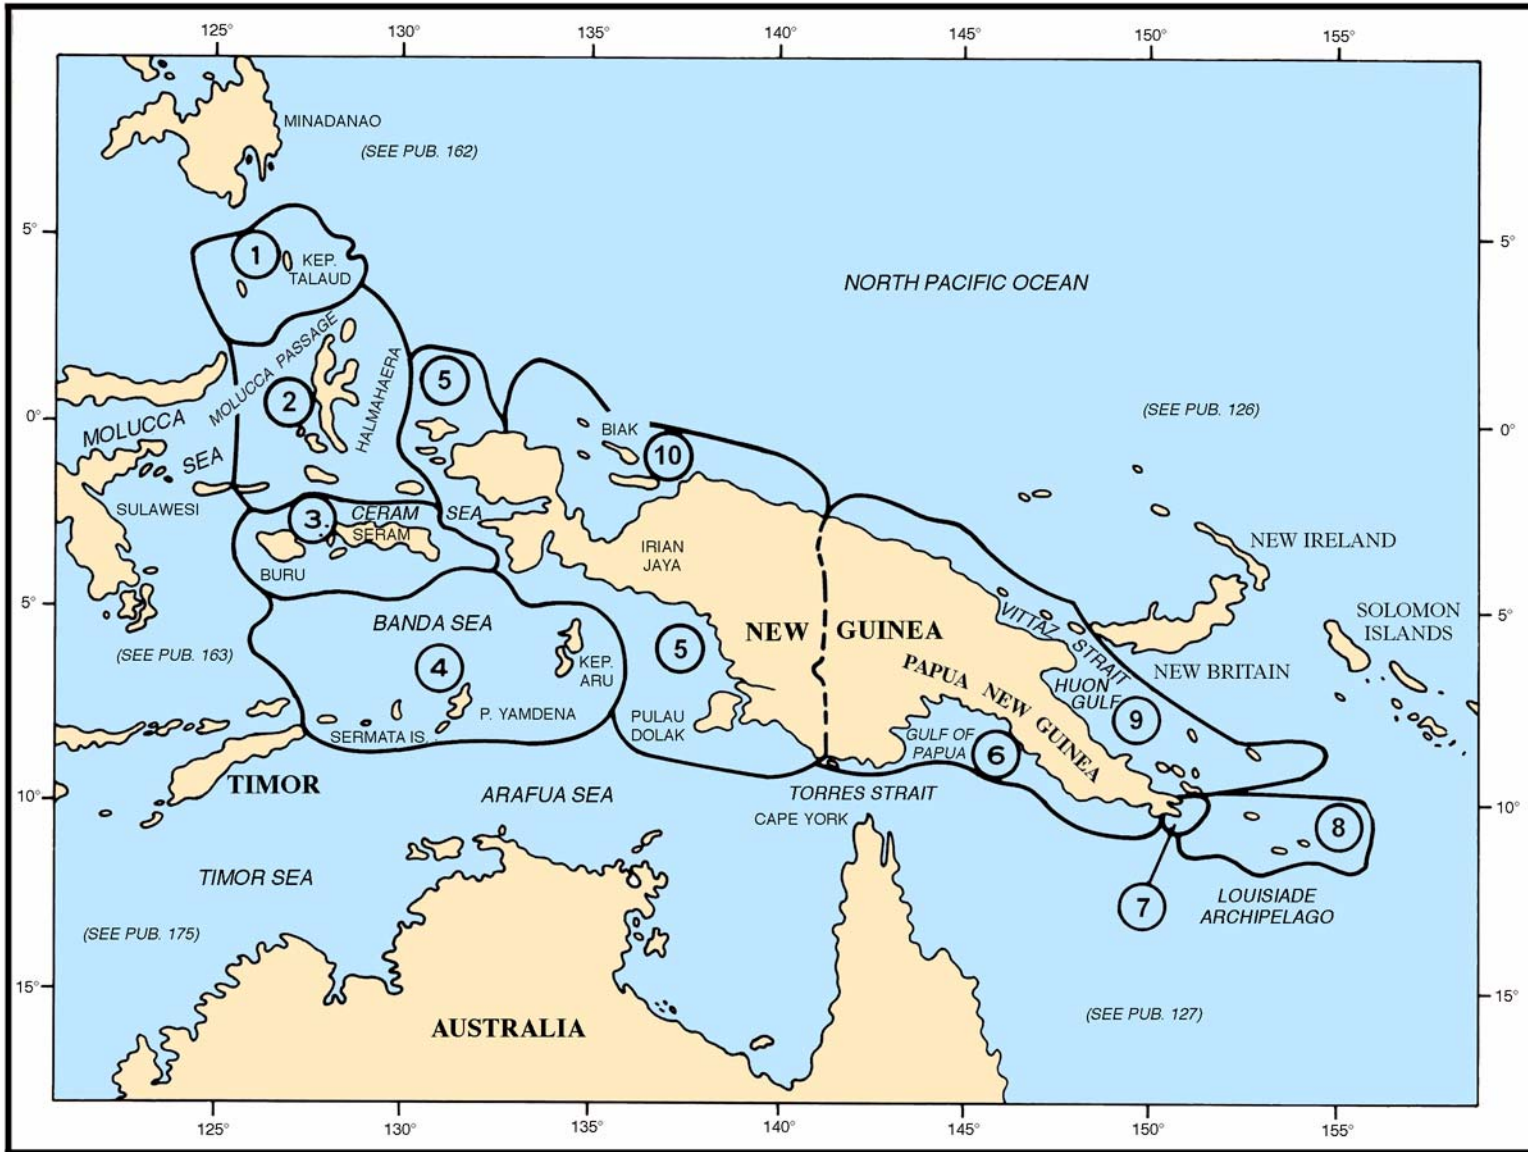 125°
130°
135°
140°
145°
150°
155°
MINADANAO
(SEE PUB. 162)
5°
5°
1
KEP.
TALAUD
NORTH PACIFIC OCEAN
MOLUCCA PASSAGE
HALMAHAERA
5
2
(SEE PUB. 126)
0°
0°
MOLUCCA
SEA
BIAK
10
SULAWESI
3
CERAM SEA
SERAM
BURU
IRIAN
JAYA
NEW IRELAND
5°
5°
BANDA SEA
VITTAZ STRAIT
SOLOMON
ISLANDS
(SEE PUB. 163)
4
KEP.
ARU
5
NEW GUINEA
PAPUA NEW GUINEA
NEW BRITAIN
HUON
GULF
9
P. YAMDENA
SERMATA IS.
PULAU
DOLAK
GULF OF
PAPUA
6
TIMOR
10°
10°
ARAFUA SEA
TORRES STRAIT
CAPE YORK
8
TIMOR SEA
7
LOUISIADE
ARCHIPELAGO
(SEE PUB. 175)
15°
15°
(SEE PUB. 127)
AUSTRALIA
125°
130°
135°
140°
145°
150°
155°